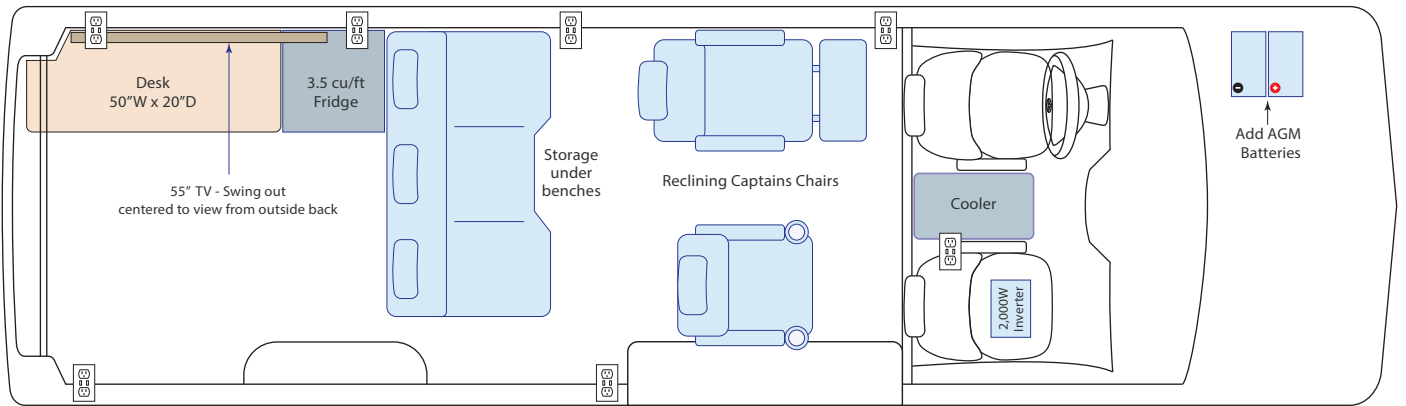 Desk
50”W x 20”D
3.5 cu/ft
Fridge
55” TV - Swing out
centered to view from outside back
Storage
under
benches
Reclining Captains Chairs
Cooler
2,000W
Inverter
Add AGM
Batteries